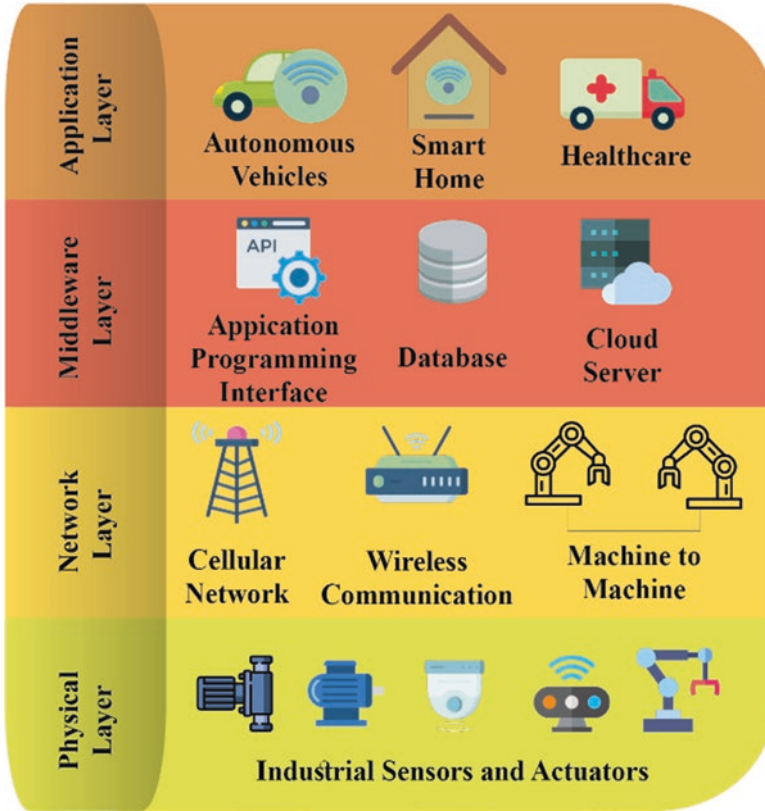 Application
Layer
Autonomous
Vehicles
Smart
Home
Healthcare
Middleware
Layer
API
Appication
Programming
Interface
Database
Cloud
Server
Network
Layer
Cellular
Network
Wireless
Communication
Machine to
Machine
Physical
Layer
Industrial Sensors and Actuators